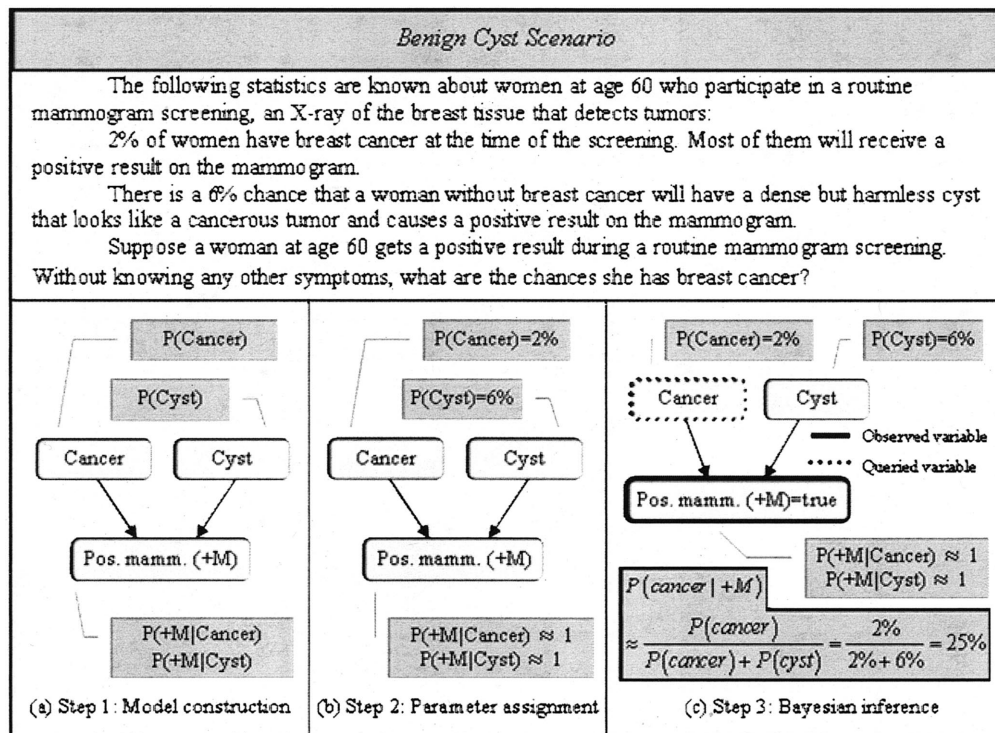 Benign Cyst Scenario
The following statistics are known about women at age 60 who participate in a routine
mammogram screening, an X-ray of the breast tissue that detects tumors:
2% of women have breast cancer at the time of the screening. Most of them will receive a
positive result on the mammogram.
There is a 6% chance that a woman without breast cancer will have a dense but harmless cyst
that looks like a cancerous tumor and causes a positive result on the mammogram.
Suppose a woman at age 60 gets a positive result during a routine mammogram screening.
Without knowing any other symptoms, what are the chances she has breast cancer?
P(Cancer)
P(Cyst)
Cancer
Cyst
Pos. mamm. (+M)
P(+M|Cancer)
P(+M|Cyst)
(a) Step 1: Model construction
P(Cancer)=2%
P(Cyst)=6%
Cancer
Cyst
Pos. mamm. (+M)
P(+M|Cancer) ≈ 1
P(+M|Cyst) ≈ 1
(b) Step 2: Parameter assignment
P(Cancer)=2%
P(Cyst)=6%
Cancer
Cyst
Observed variable
Queried variable
Pos. mamm. (+M)=true
P(+M|Cancer) ≈ 1
P(+M|Cyst) ≈ 1
P(cancer | +M)
≈ P(cancer) / P(cancer) + P(cyst) = 2% / 2% + 6% = 25%
(c) Step 3: Bayesian inference